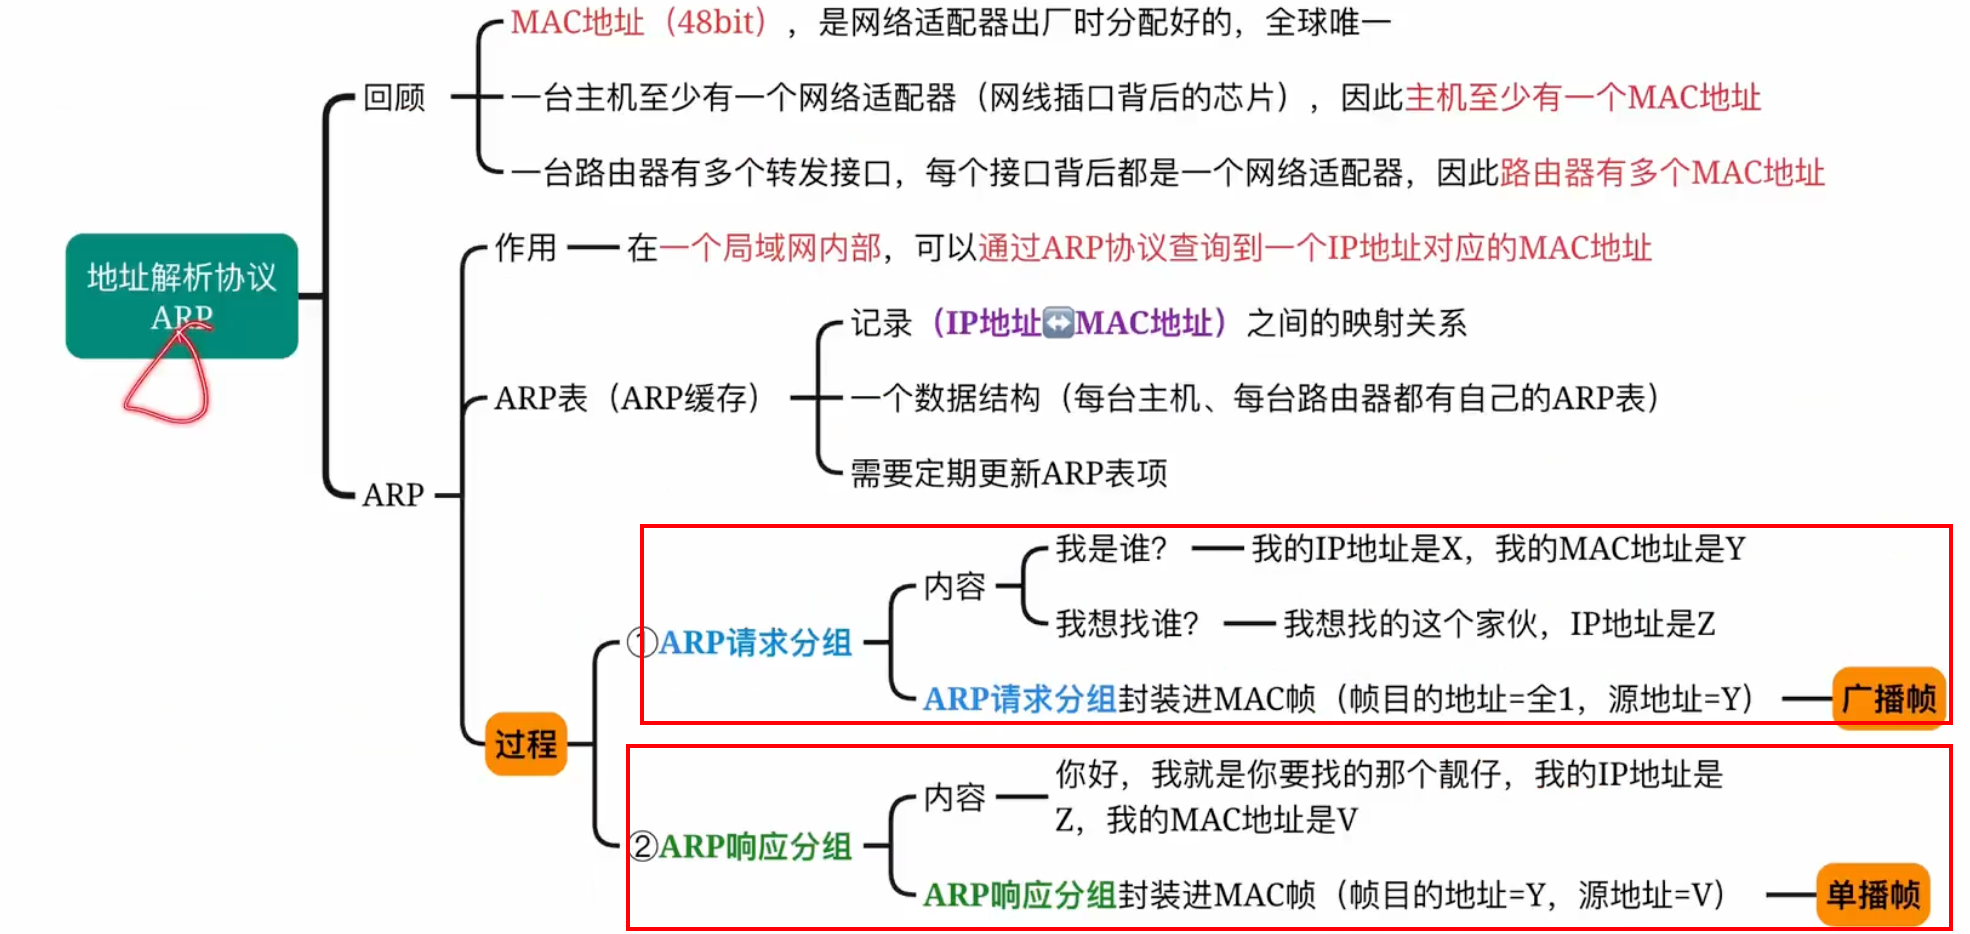 MAC地址（48bit），是网络适配器出厂时分配好的，全球唯一
回顾
一台主机至少有一个网络适配器（网线插口背后的芯片），因此主机至少有一个MAC地址
一台路由器有多个转发接口，每个接口背后都是一个网络适配器，因此路由器有多个MAC地址
地址解析协议
ARP
作用
在一个局域网内部，可以通过ARP协议查询到一个IP地址对应的MAC地址
记录（IP地址↔MAC地址）之间的映射关系
ARP表（ARP缓存）
一个数据结构（每台主机、每台路由器都有自己的ARP表）
需要定期更新ARP表项
ARP
我是谁？
我的IP地址是X，我的MAC地址是Y
内容
我想找谁？
我想找的这个家伙，IP地址是Z
①ARP请求分组
ARP请求分组封装进MAC帧（帧目的地址=全1，源地址=Y）
广播帧
过程
内容
你好，我就是你要找的那个靓仔，我的IP地址是
Z，我的MAC地址是V
②ARP响应分组
ARP响应分组封装进MAC帧（帧目的地址=Y，源地址=V）
单播帧